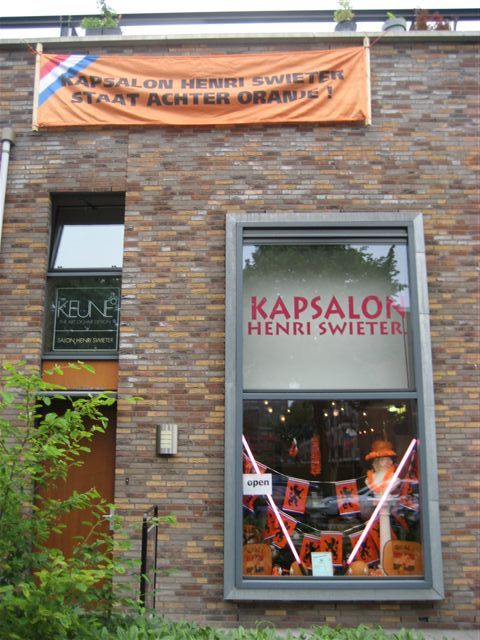 KAPSALON HENRI SWIETER
STAAT ACHTER ORANJE !
KEUNE
SALON HENRI SWIETER
KAPSALON
HENRI SWIETER
open